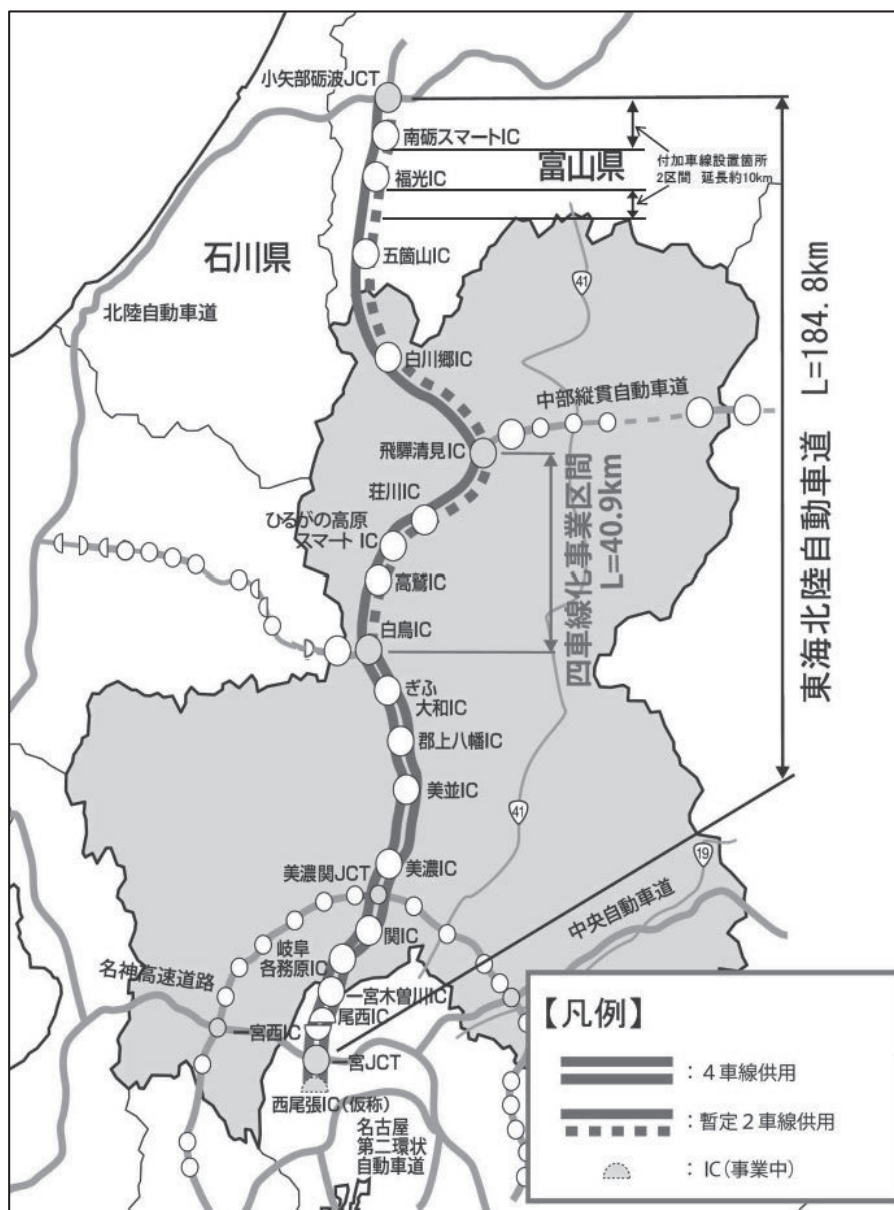 小矢部砺波JCT
南砺スマートIC
富山県
付加車線設置箇所
2区間 延長約10km
福光IC
石川県
五箇山IC
41
北陸自動車道
白川郷IC
中部縦貫自動車道
飛驒清見IC
荘川IC
ひるがの高原
スマートIC
高鷲IC
白鳥IC
四車線化事業区間
L=40.9km
東海北陸自動車道 L=184.8km
ぎふ
大和IC
郡上八幡IC
美並IC
41
19
美濃IC
美濃関JCT
中央自動車道
関IC
岐阜
各務原IC
名神高速道路
一宮木曽川IC
尾西IC
一宮西IC
一宮JCT
西尾張IC(仮称)
名古屋
第二環状
自動車道
【凡例】
:4車線供用
:暫定2車線供用
:IC(事業中)